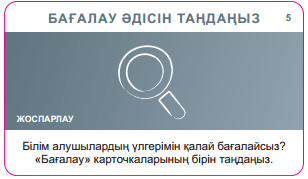 БАҒАЛАУ ӘДІСІН ТАҢДАҢЫЗ 5
ЖОСПАРЛАУ
Білім алушылардың үлгерімін қалай бағалайсыз?
«Бағалау» карточкаларының бірін таңдаңыз.